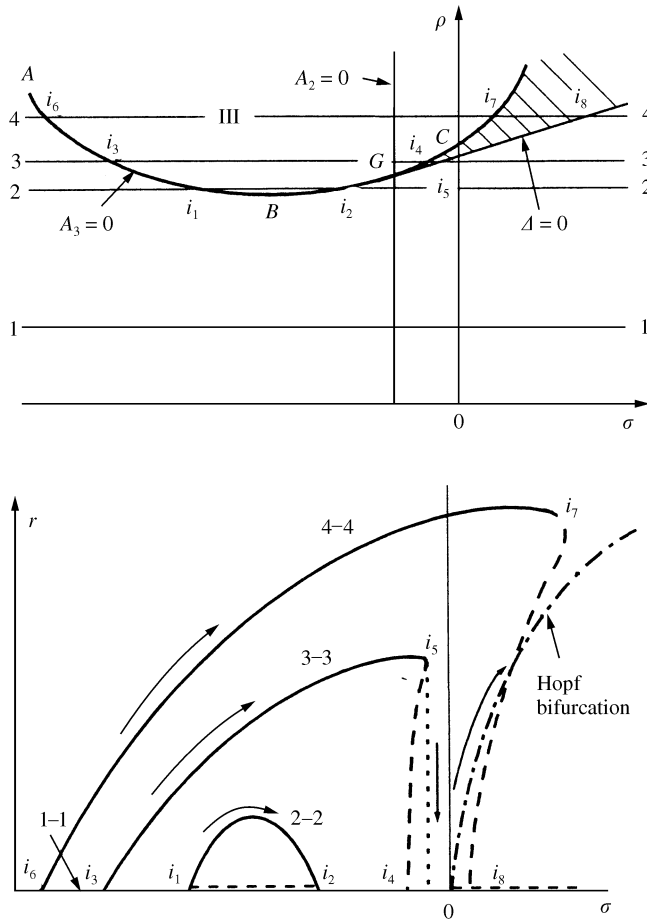 ρ
A
A₂ = 0
i₆
i₇
i₈
4
III
4
i₃
i₄
C
3
G
3
2
i₅
2
i₁
B
i₂
A₃ = 0
Δ = 0
1
1
0
σ
r
i₇
4–4
i₅
3–3
Hopf
bifurcation
1–1
2–2
i₆
i₃
i₁
i₂
i₄
i₈
0
σ